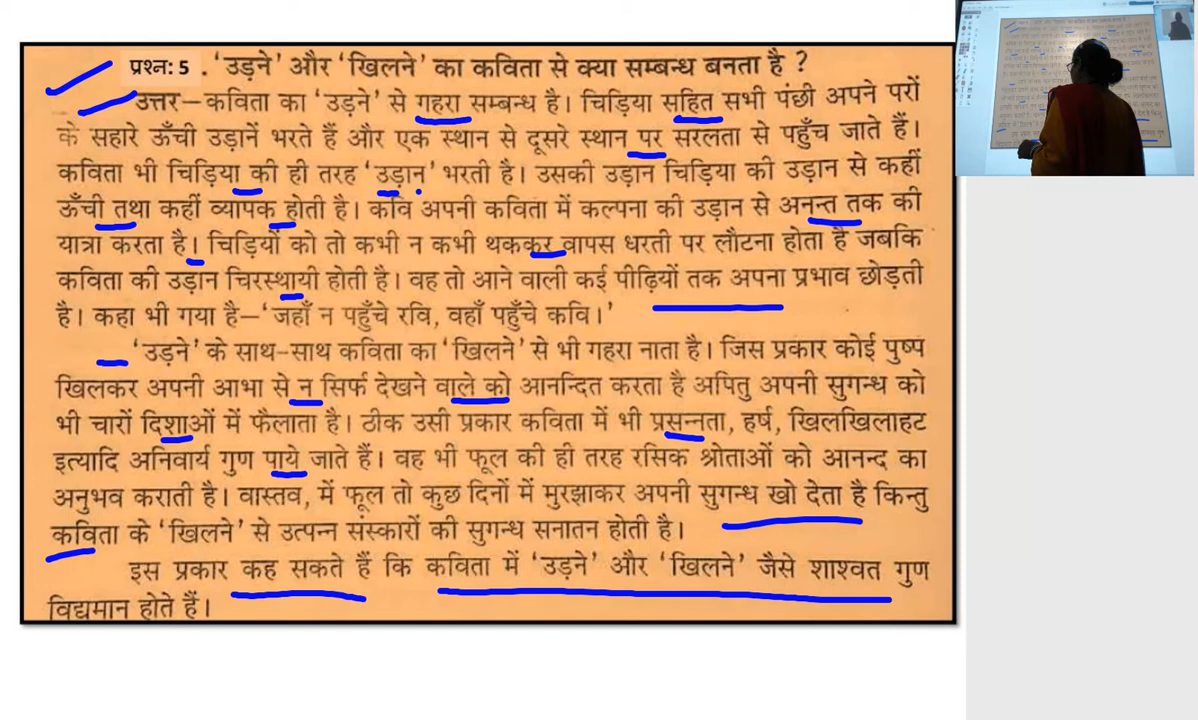 प्रश्न: 5 . ‘उड़ने’ और ‘खिलने’ का कविता से क्या सम्बन्ध बनता है ?
उत्तर–कविता का ‘उड़ने’ से गहरा सम्बन्ध है। चिड़िया सहित सभी पंछी अपने परों
के सहारे ऊँची उड़ानें भरते हैं और एक स्थान से दूसरे स्थान पर सरलता से पहुँच जाते हैं।
कविता भी चिड़िया की ही तरह ‘उड़ान’ भरती है। उसकी उड़ान चिड़िया की उड़ान से कहीं
ऊँची तथा कहीं व्यापक होती है। कवि अपनी कविता में कल्पना की उड़ान से अनन्त तक की
यात्रा करता है। चिड़ियों को तो कभी न कभी थककर वापस धरती पर लौटना होता है जबकि
कविता की उड़ान चिरस्थायी होती है। वह तो आने वाली कई पीढ़ियों तक अपना प्रभाव छोड़ती
है। कहा भी गया है–‘जहाँ न पहुँचे रवि, वहाँ पहुँचे कवि।’
‘उड़ने’ के साथ-साथ कविता का ‘खिलने’ से भी गहरा नाता है। जिस प्रकार कोई पुष्प
खिलकर अपनी आभा से न सिर्फ देखने वाले को आनन्दित करता है अपितु अपनी सुगन्ध को
भी चारों दिशाओं में फैलाता है। ठीक उसी प्रकार कविता में भी प्रसन्नता, हर्ष, खिलखिलाहट
इत्यादि अनिवार्य गुण पाये जाते हैं। वह भी फूल की ही तरह रसिक श्रोताओं को आनन्द का
अनुभव कराती है। वास्तव, में फूल तो कुछ दिनों में मुरझाकर अपनी सुगन्ध खो देता है किन्तु
कविता के ‘खिलने’ से उत्पन्न संस्कारों की सुगन्ध सनातन होती है।
इस प्रकार कह सकते हैं कि कविता में ‘उड़ने’ और ‘खिलने’ जैसे शाश्वत गुण
विद्यमान होते हैं।